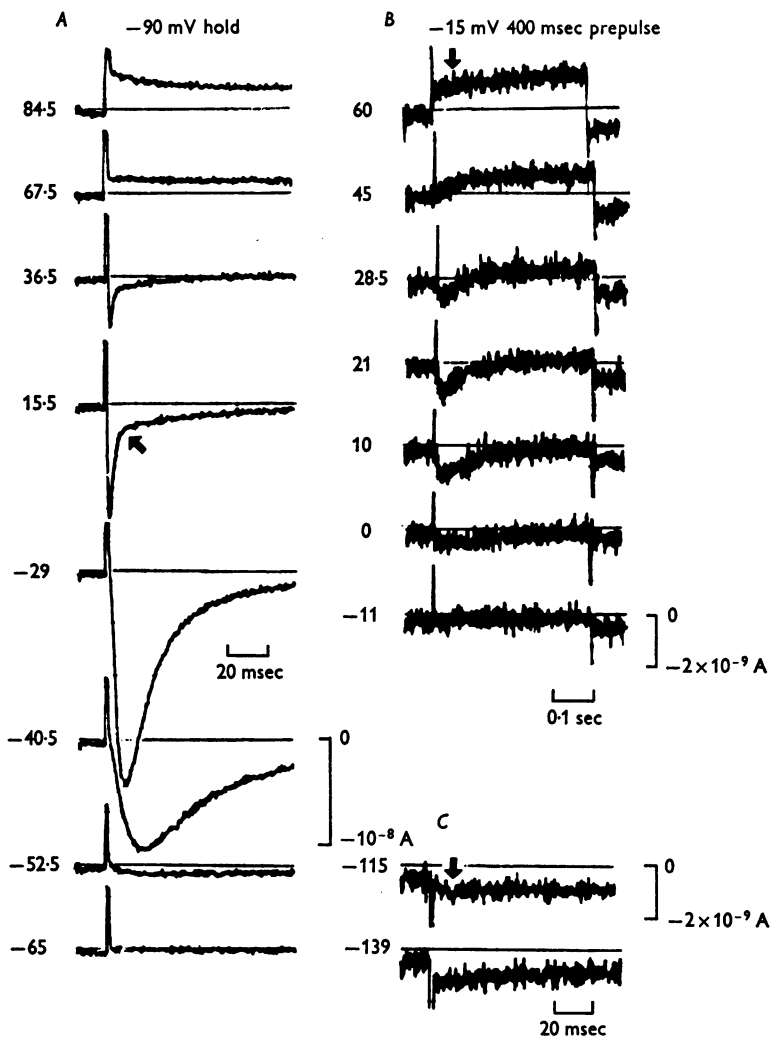 A
−90 mV hold
84·5
67·5
36·5
15·5
−29
20 msec
−40·5
0
−10⁻⁸ A
−52·5
−65
B
−15 mV 400 msec prepulse
60
45
28·5
21
10
0
−11
0
−2×10⁻⁹ A
0·1 sec
C
−115
0
−2×10⁻⁹ A
−139
20 msec